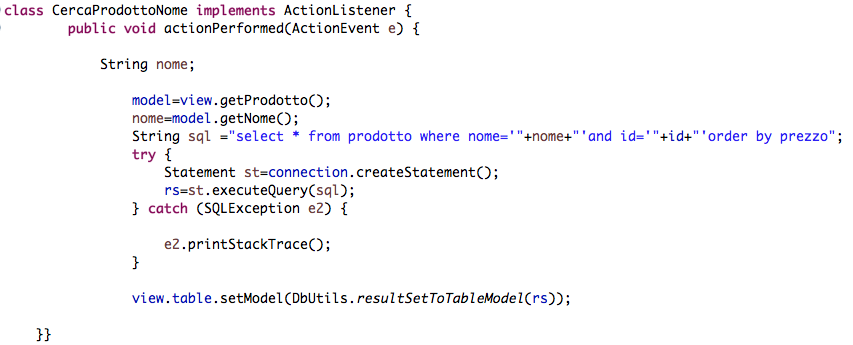 class CercaProdottoNome implements ActionListener {
public void actionPerformed(ActionEvent e) {
String nome;
model=view.getProdotto();
nome=model.getNome();
String sql ="select * from prodotto where nome='"+nome+"'and id='"+id+"'order by prezzo";
try {
Statement st=connection.createStatement();
rs=st.executeQuery(sql);
} catch (SQLException e2) {
e2.printStackTrace();
}
view.table.setModel(DbUtils.resultSetToTableModel(rs));
}}